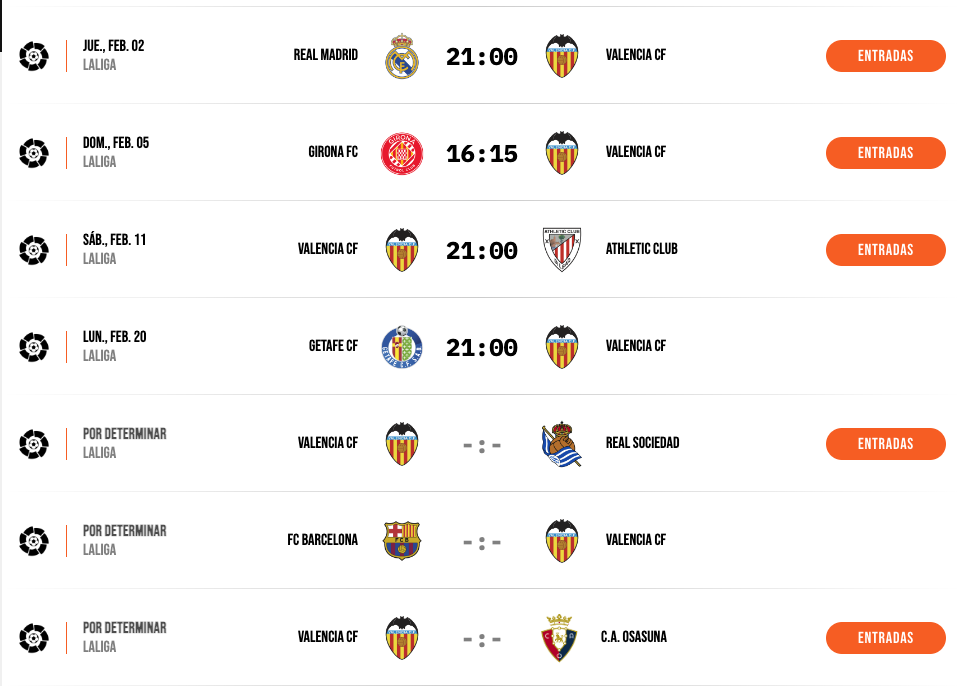 JUE., FEB. 02
LALIGA
REAL MADRID
21:00
VALENCIA CF
ENTRADAS
DOM., FEB. 05
LALIGA
GIRONA FC
16:15
VALENCIA CF
ENTRADAS
SÁB., FEB. 11
LALIGA
VALENCIA CF
21:00
ATHLETIC CLUB
ATHLETIC CLUB
ENTRADAS
LUN., FEB. 20
LALIGA
GETAFE CF
21:00
VALENCIA CF
POR DETERMINAR
LALIGA
VALENCIA CF
-:-
REAL SOCIEDAD
ENTRADAS
POR DETERMINAR
LALIGA
FC BARCELONA
FCB
-:-
VALENCIA CF
POR DETERMINAR
LALIGA
VALENCIA CF
-:-
C.A. OSASUNA
ENTRADAS